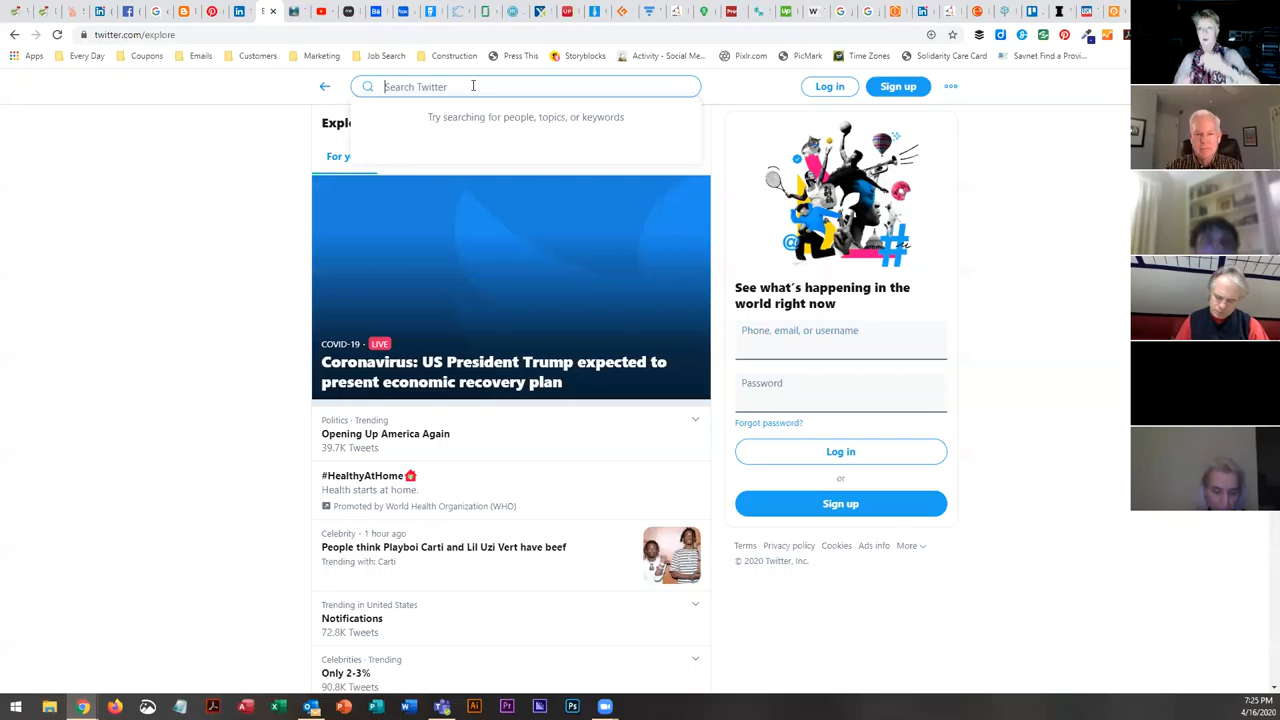 twitter.com/explore
Apps
Every Day
Coupons
Emails
Customers
Marketing
Job Search
Construction
PicMark
Pixlr.com
Time Zones
Solidarity Card Care
Savnet Find a Provi...
Search Twitter
Log in
Sign up
Try searching for people, topics, or keywords
Explo
For yo
COVID-19 · LIVE
Coronavirus: US President Trump expected to
present economic recovery plan
Politics · Trending
Opening Up America Again
39.7K Tweets
#HealthyAtHome
Health starts at home.
Promoted by World Health Organization (WHO)
Celebrity · 1 hour ago
People think Playboi Carti and Lil Uzi Vert have beef
Trending with: Carti
Trending in United States
Notifications
72.8K Tweets
Celebrities · Trending
Only 2-3%
90.8K Tweets
See what's happening in the
world right now
Phone, email, or username
Password
Forgot password?
Log in
or
Sign up
Terms Privacy policy Cookies Ads info More
© 2020 Twitter, Inc.
7:25 PM
4/16/2020